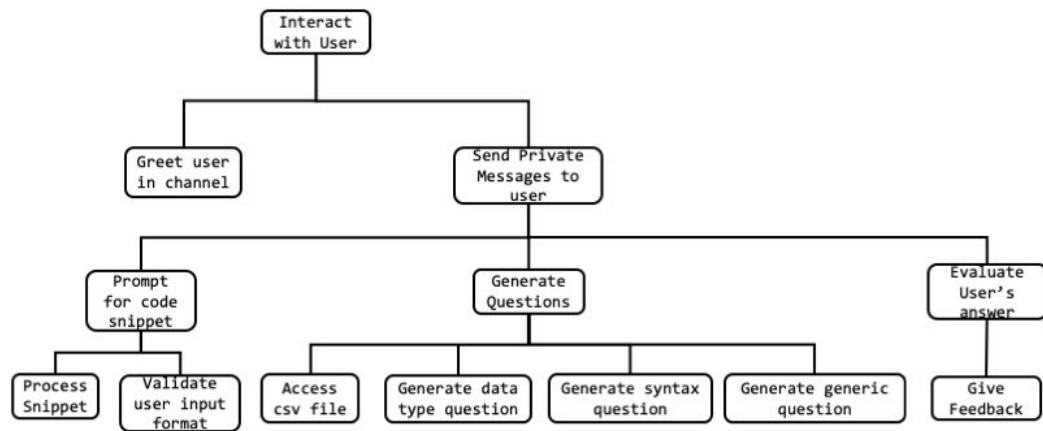 Interact
with User
Greet user
in channel
Send Private
Messages to
user
Prompt
for code
snippet
Generate
Questions
Evaluate
User’s
answer
Process
Snippet
Validate
user input
format
Access
csv file
Generate data
type question
Generate syntax
question
Generate generic
question
Give
Feedback